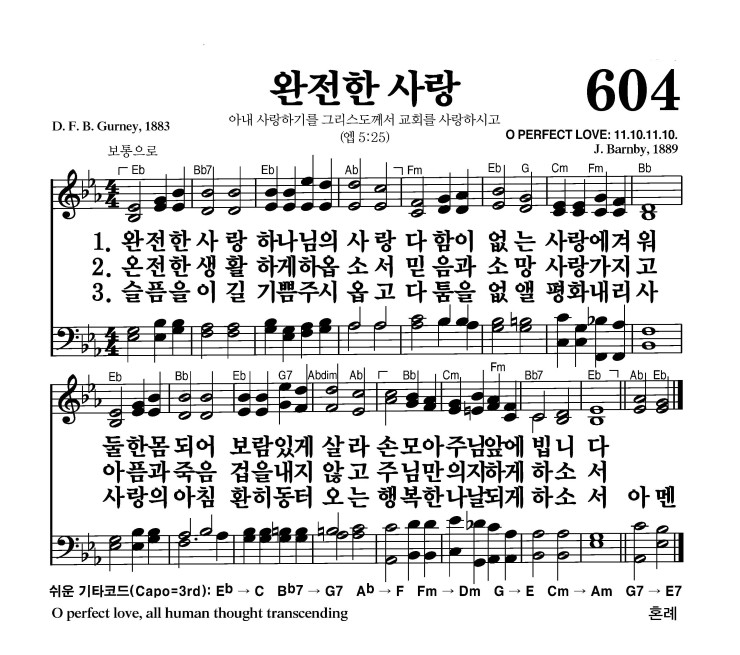 완전한 사랑
604
D. F. B. Gurney, 1883
아내 사랑하기를 그리스도께서 교회를 사랑하시고
(엡 5:25)
O PERFECT LOVE: 11.10.11.10.
J. Barnby, 1889
보통으로
Eb Bb7 Eb Ab Fm Eb G Cm Fm Bb
1. 완전한 사 랑 하나님의 사 랑 다 함이 없 는 사랑에겨 워
2. 온전한 생 활 하게하옵 소 서 믿 음과 소 망 사랑가지 고
3. 슬픔을 이 길 기쁨주시 옵 고 다 툼을 없 앨 평화내리 사
Eb Bb Eb G7 Abdim Ab Bb Cm Fm Bb7 Eb Ab Eb
둘한몸 되어 보람있게 살 라 손모아주님앞에 빕 니 다
아픔과 죽음 겁을내지 않 고 주님만의지하게 하 소 서
사랑의 아침 환히동터 오 는 행복한나날되게 하 소 서 아 멘
쉬운 기타코드(Capo=3rd): Eb → C Bb7 → G7 Ab → F Fm → Dm G → E Cm → Am G7 → E7
O perfect love, all human thought transcending
혼례